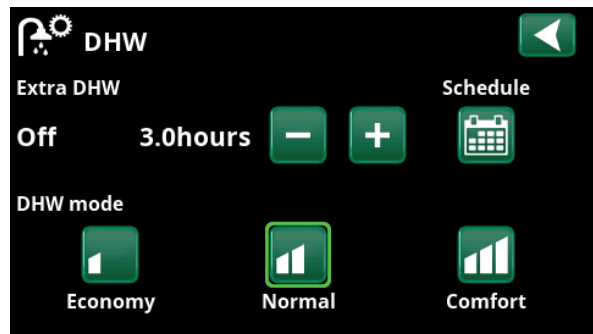 DHW
Extra DHW
Schedule
Off 3.0hours
DHW mode
Economy Normal Comfort